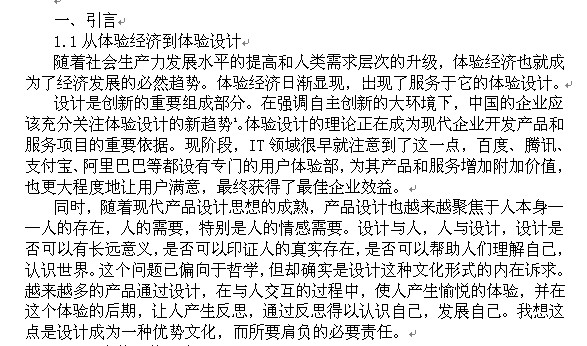 一、引言
1.1 从体验经济到体验设计
随着社会生产力发展水平的提高和人类需求层次的升级，体验经济也就成
为了经济发展的必然趋势。体验经济日渐显现，出现了服务于它的体验设计。
设计是创新的重要组成部分。在强调自主创新的大环境下，中国的企业应
该充分关注体验设计的新趋势¹。体验设计的理论正在成为现代企业开发产品和
服务项目的重要依据。现阶段，IT 领域很早就注意到了这一点，百度、腾讯、
支付宝、阿里巴巴等都设有专门的用户体验部，为其产品和服务增加附加价值，
也更大程度地让用户满意，最终获得了最佳企业效益。
同时，随着现代产品设计思想的成熟，产品设计也越来越聚焦于人本身—
—人的存在，人的需要，特别是人的情感需要。设计与人，人与设计，设计是
否可以有长远意义，是否可以印证人的真实存在，是否可以帮助人们理解自己，
认识世界。这个问题已偏向于哲学，但却确实是设计这种文化形式的内在诉求。
越来越多的产品通过设计，在与人交互的过程中，使人产生愉悦的体验，并在
这个体验的后期，让人产生反思，通过反思得以认识自己，发展自己。我想这
点是设计成为一种优势文化，而所要肩负的必要责任。